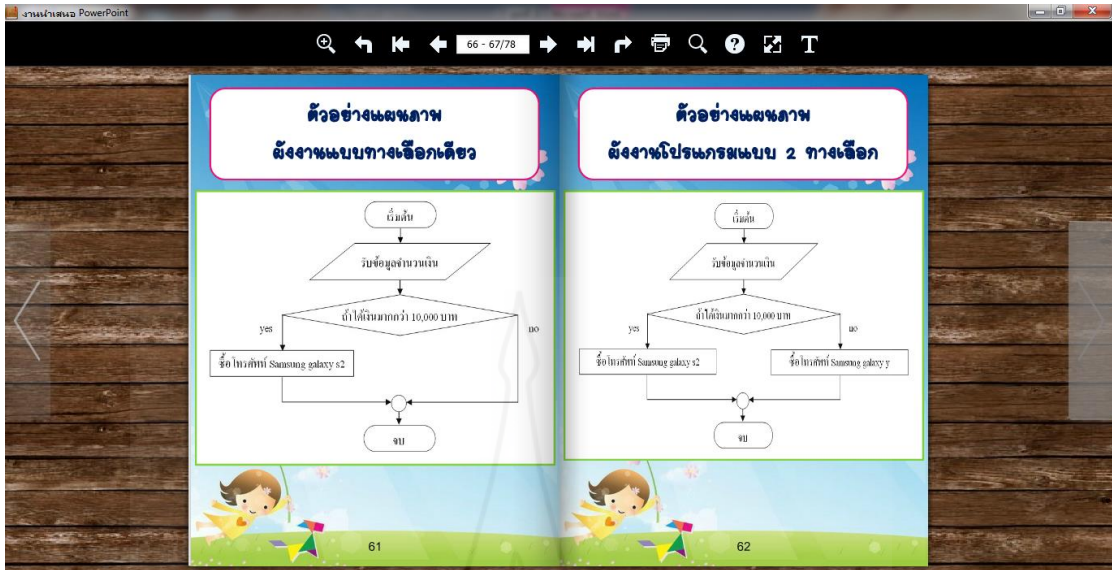 งานนำเสนอ PowerPoint
66 - 67/78
ตัวอย่างแผนภาพ
ผังงานแบบทางเลือกเดียว
เริ่มต้น
รับข้อมูลจำนวนเงิน
ถ้าได้เงินมากกว่า 10,000 บาท
yes
no
ซื้อโทรศัพท์ Samsung galaxy s2
จบ
61
ตัวอย่างแผนภาพ
ผังงานโปรแกรมแบบ 2 ทางเลือก
เริ่มต้น
รับข้อมูลจำนวนเงิน
ถ้าได้เงินมากกว่า 10,000 บาท
yes
no
ซื้อโทรศัพท์ Samsung galaxy s2
ซื้อโทรศัพท์ Samsung galaxy y
จบ
62